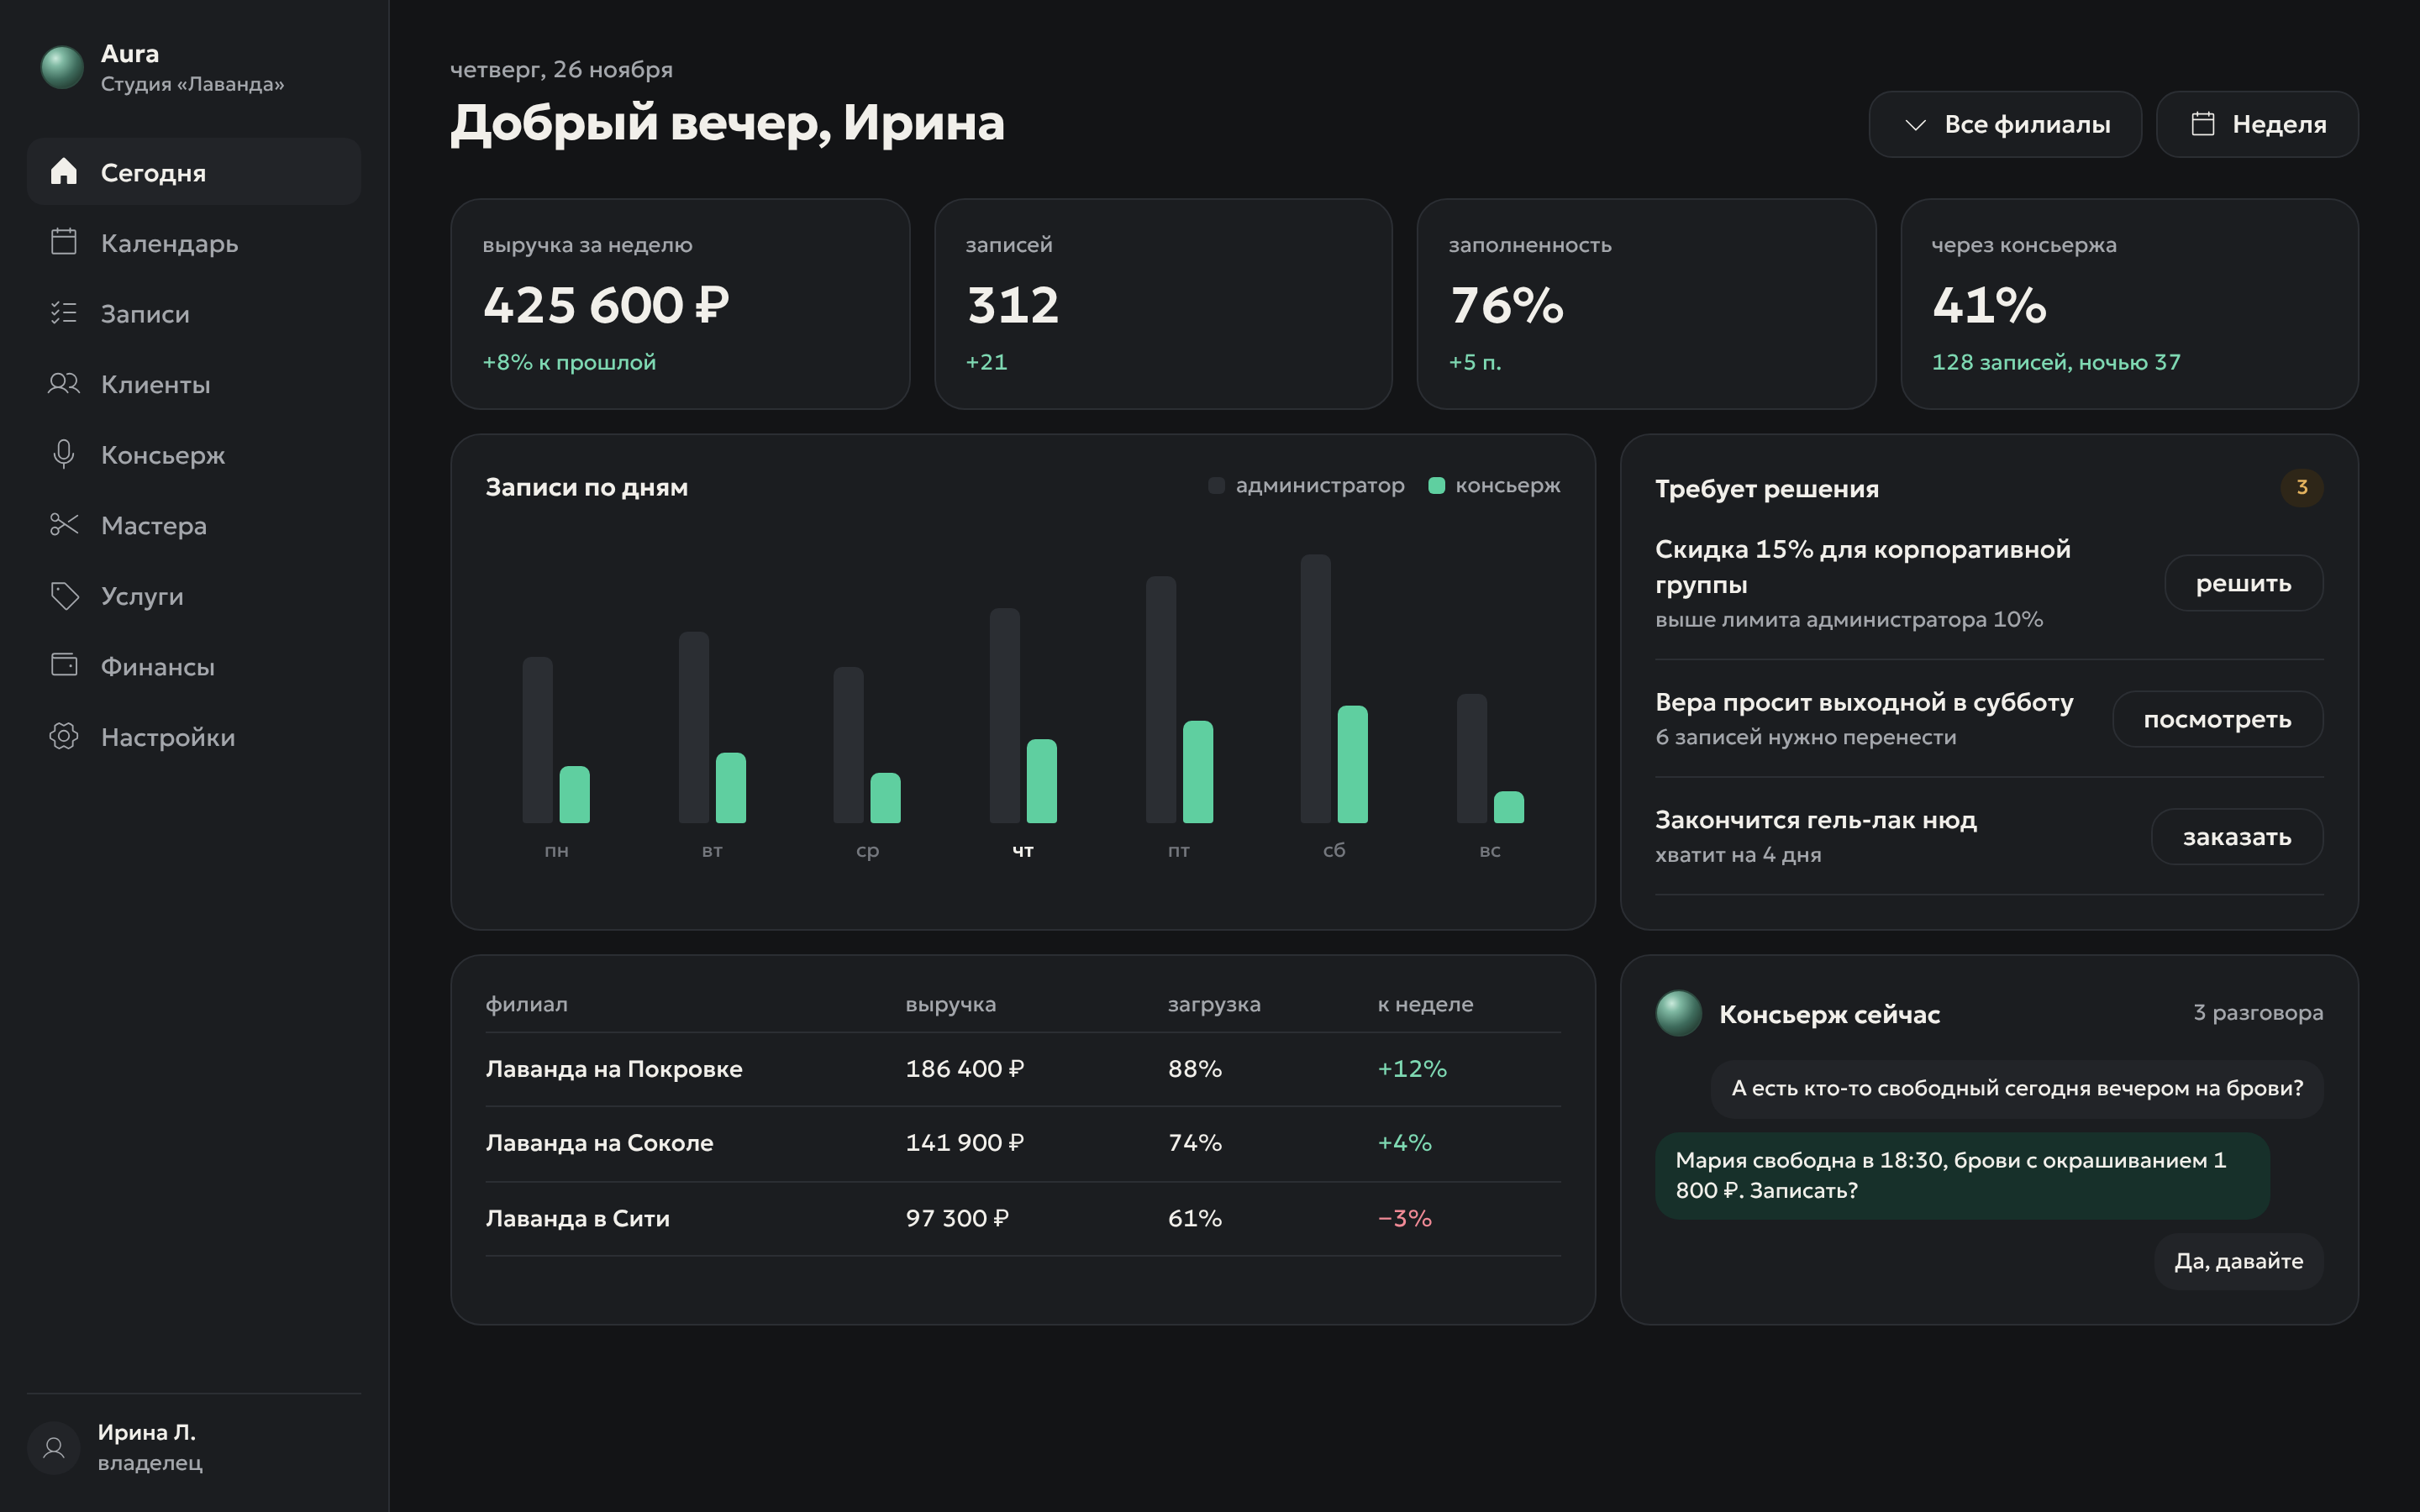 Aura
Студия «Лаванда»
Сегодня
Календарь
Записи
Клиенты
Консьерж
Мастера
Услуги
Финансы
Настройки
Ирина Л.
владелец
четверг, 26 ноября
Добрый вечер, Ирина
Все филиалы
Неделя
выручка за неделю
425 600 ₽
+8% к прошлой
записей
312
+21
заполненность
76%
+5 п.
через консьержа
41%
128 записей, ночью 37
Записи по дням
администратор
консьерж
пн вт ср чт пт сб вс
Требует решения
3
Скидка 15% для корпоративной
группы
выше лимита администратора 10%
решить
Вера просит выходной в субботу
6 записей нужно перенести
посмотреть
Закончится гель-лак нюд
хватит на 4 дня
заказать
филиал выручка загрузка к неделе
Лаванда на Покровке 186 400 ₽ 88% +12%
Лаванда на Соколе 141 900 ₽ 74% +4%
Лаванда в Сити 97 300 ₽ 61% −3%
Консьерж сейчас
3 разговора
А есть кто-то свободный сегодня вечером на брови?
Мария свободна в 18:30, брови с окрашиванием 1
800 ₽. Записать?
Да, давайте